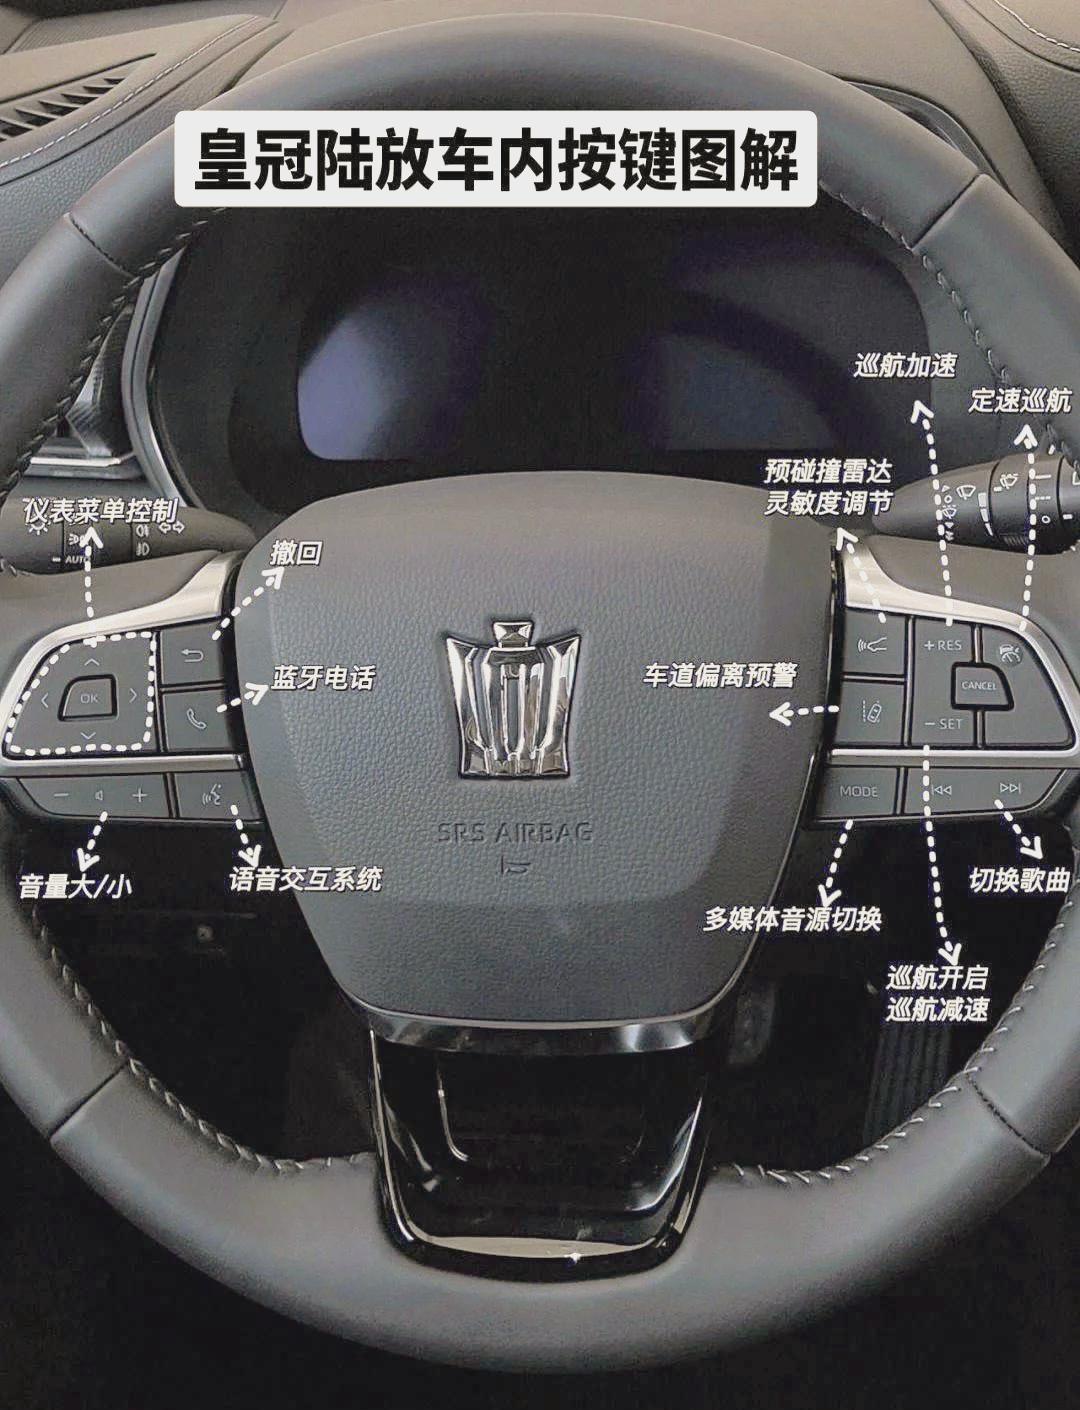 皇冠陆放车内按键图解
巡航加速
定速巡航
预碰撞雷达
灵敏度调节
仪表菜单控制
AUTO
撤回
+RES
OK
蓝牙电话
车道偏离预警
CANCEL
-SET
- +
MODE
SRS AIRBAG
音量大/小
语音交互系统
切换歌曲
多媒体音源切换
巡航开启
巡航减速